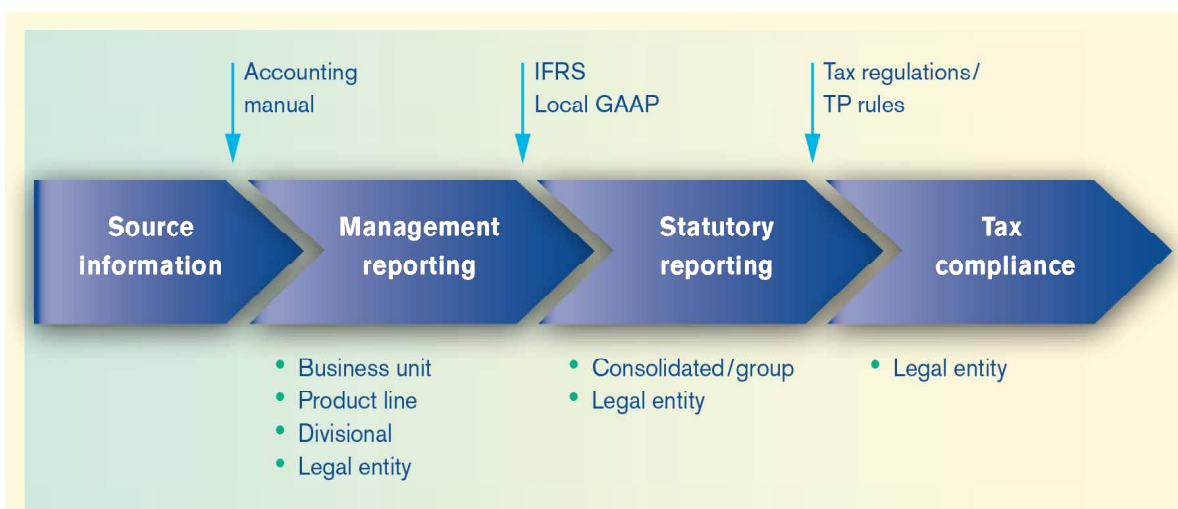 Accounting
manual
IFRS
Local GAAP
Tax regulations/
TP rules
Source
information
Management
reporting
Statutory
reporting
Tax
compliance
• Business unit
• Product line
• Divisional
• Legal entity
• Consolidated/group
• Legal entity
• Legal entity